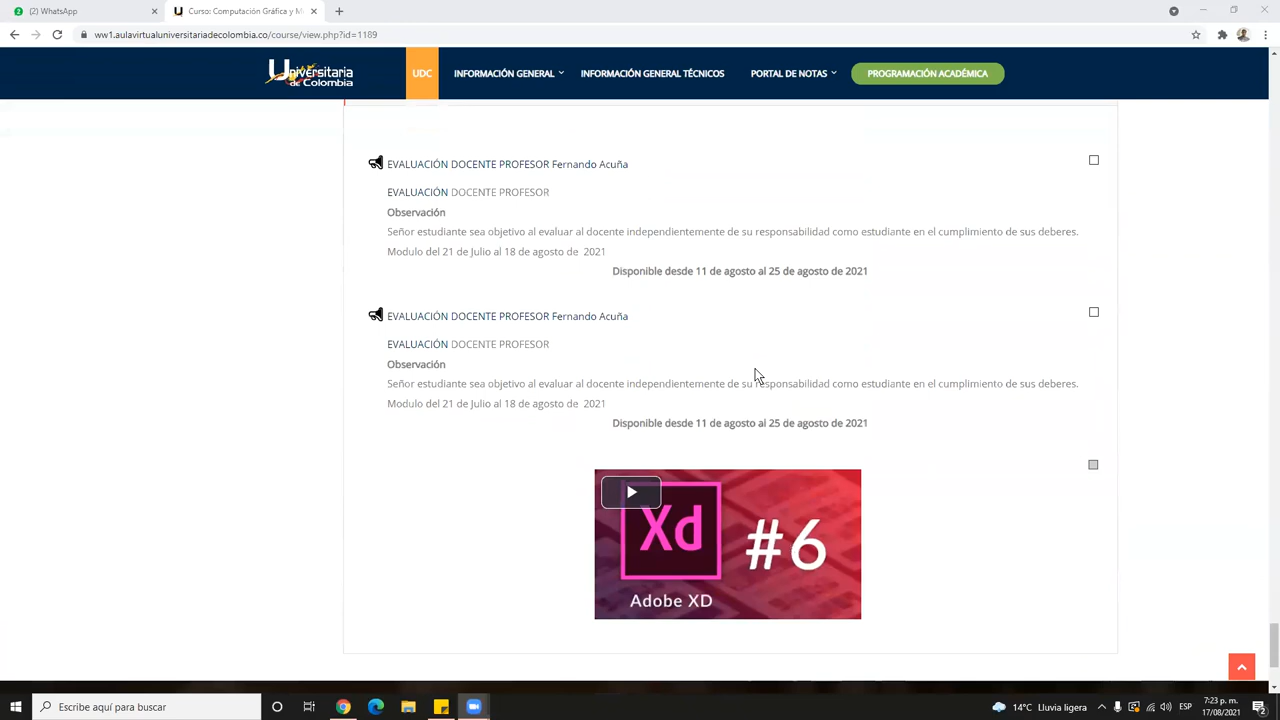 (2) WhatsApp
Curso: Computación Gráfica y M
ww1.aulavirtualuniversitariadecolombia.co/course/view.php?id=1189
Universitaria
de Colombia
UDC
INFORMACIÓN GENERAL
INFORMACIÓN GENERAL TÉCNICOS
PORTAL DE NOTAS
PROGRAMACIÓN ACADÉMICA
EVALUACIÓN DOCENTE PROFESOR Fernando Acuña
EVALUACIÓN DOCENTE PROFESOR
Observación
Señor estudiante sea objetivo al evaluar al docente independientemente de su responsabilidad como estudiante en el cumplimiento de sus deberes.
Modulo del 21 de Julio al 18 de agosto de 2021
Disponible desde 11 de agosto al 25 de agosto de 2021
EVALUACIÓN DOCENTE PROFESOR Fernando Acuña
EVALUACIÓN DOCENTE PROFESOR
Observación
Señor estudiante sea objetivo al evaluar al docente independientemente de su responsabilidad como estudiante en el cumplimiento de sus deberes.
Modulo del 21 de Julio al 18 de agosto de 2021
Disponible desde 11 de agosto al 25 de agosto de 2021
Xd
#6
Adobe XD
Escribe aquí para buscar
14°C Lluvia ligera
ESP
7:23 p. m.
17/08/2021
2